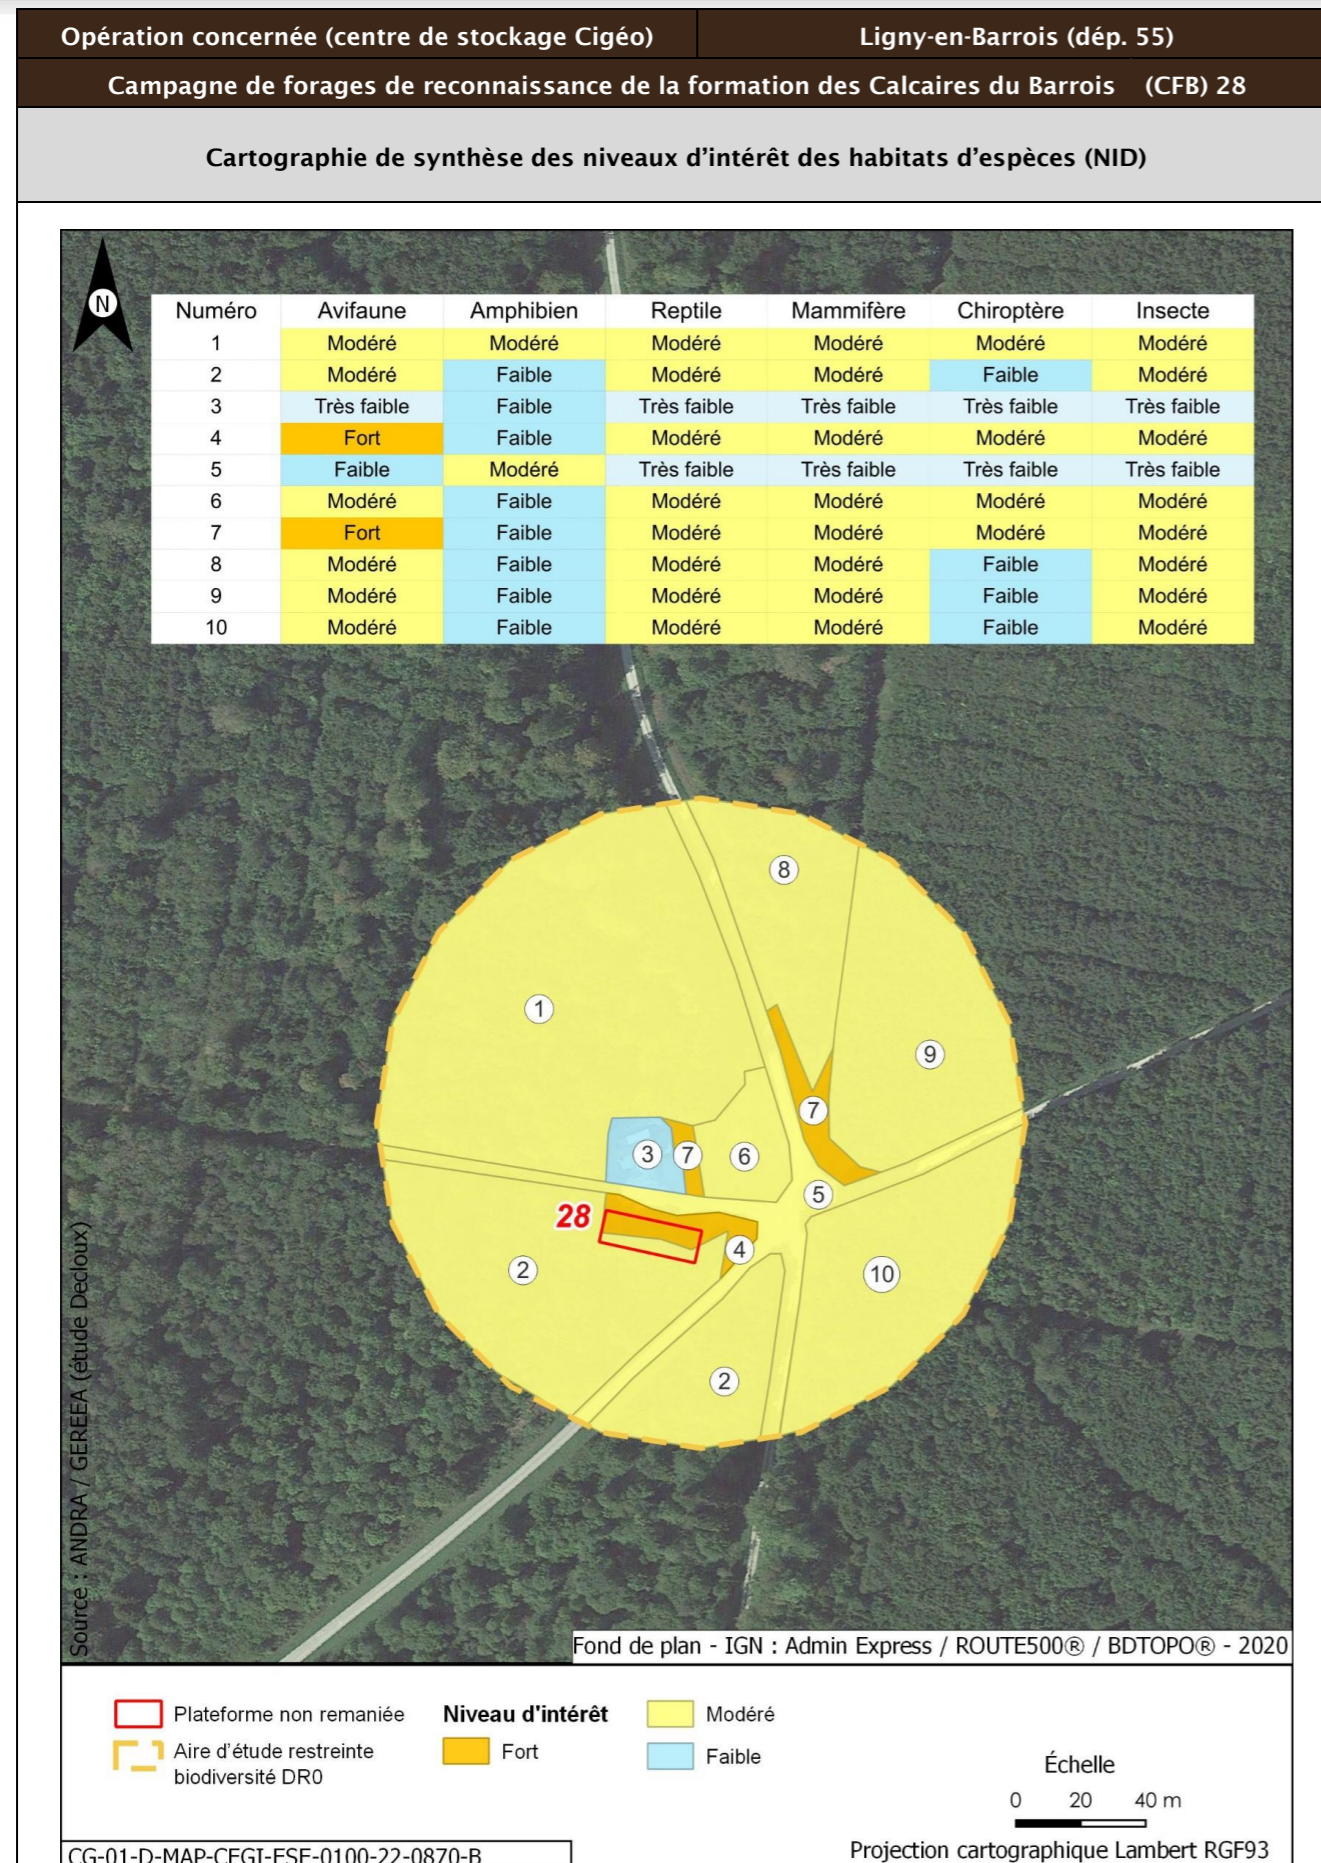 Opération concernée (centre de stockage Cigéo) Ligny-en-Barrois (dép. 55)
Campagne de forages de reconnaissance de la formation des Calcaires du Barrois (CFB) 28
Cartographie de synthèse des niveaux d'intérêt des habitats d'espèces (NID)
N
Numéro Avifaune Amphibien Reptile Mammifère Chiroptère Insecte
1 Modéré Modéré Modéré Modéré Modéré Modéré
2 Modéré Faible Modéré Modéré Faible Modéré
3 Très faible Faible Très faible Très faible Très faible Très faible
4 Fort Faible Modéré Modéré Modéré Modéré
5 Faible Modéré Très faible Très faible Très faible Très faible
6 Modéré Faible Modéré Modéré Modéré Modéré
7 Fort Faible Modéré Modéré Modéré Modéré
8 Modéré Faible Modéré Modéré Faible Modéré
9 Modéré Faible Modéré Modéré Faible Modéré
10 Modéré Faible Modéré Modéré Faible Modéré
8
1
9
7
3 7 6
5
28
4
2
10
2
Source : ANDRA / GEREEA (étude Decloux)
Fond de plan - IGN : Admin Express / ROUTE500® / BDTOPO® - 2020
Plateforme non remaniée
Aire d'étude restreinte
biodiversité DR0
Niveau d'intérêt
Fort
Modéré
Faible
Échelle
0 20 40 m
Projection cartographique Lambert RGF93
CG-01-D-MAP-CEGI-ESE-0100-22-0870-B